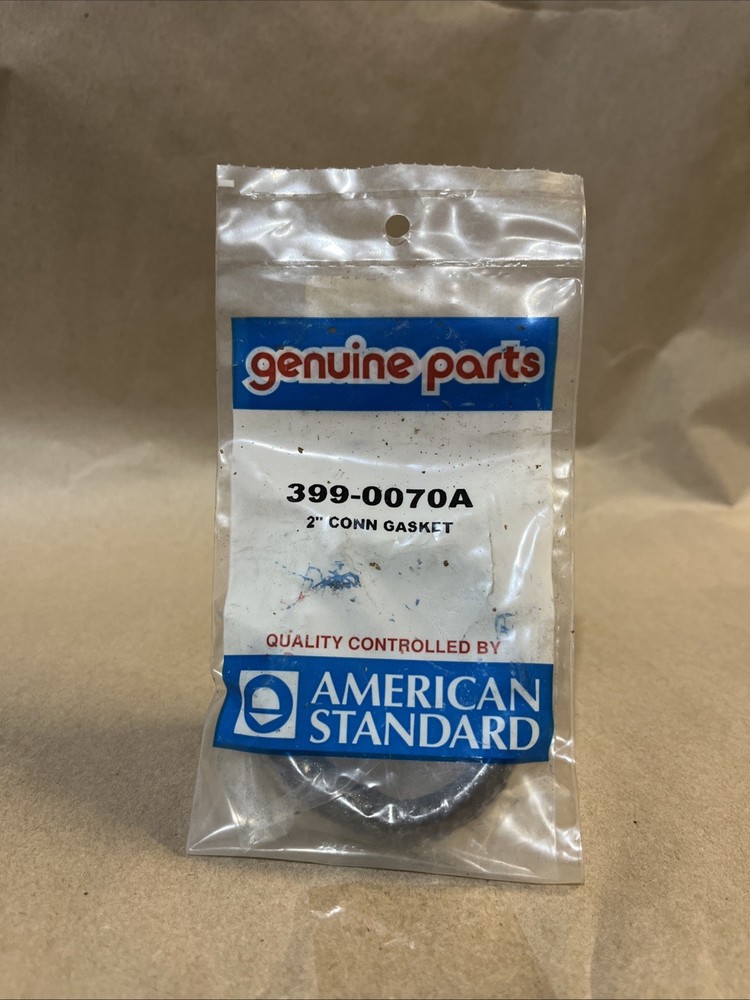 genuine parts
399-0070A
2" CONN GASKET
QUALITY CONTROLLED BY
AMERICAN
STANDARD